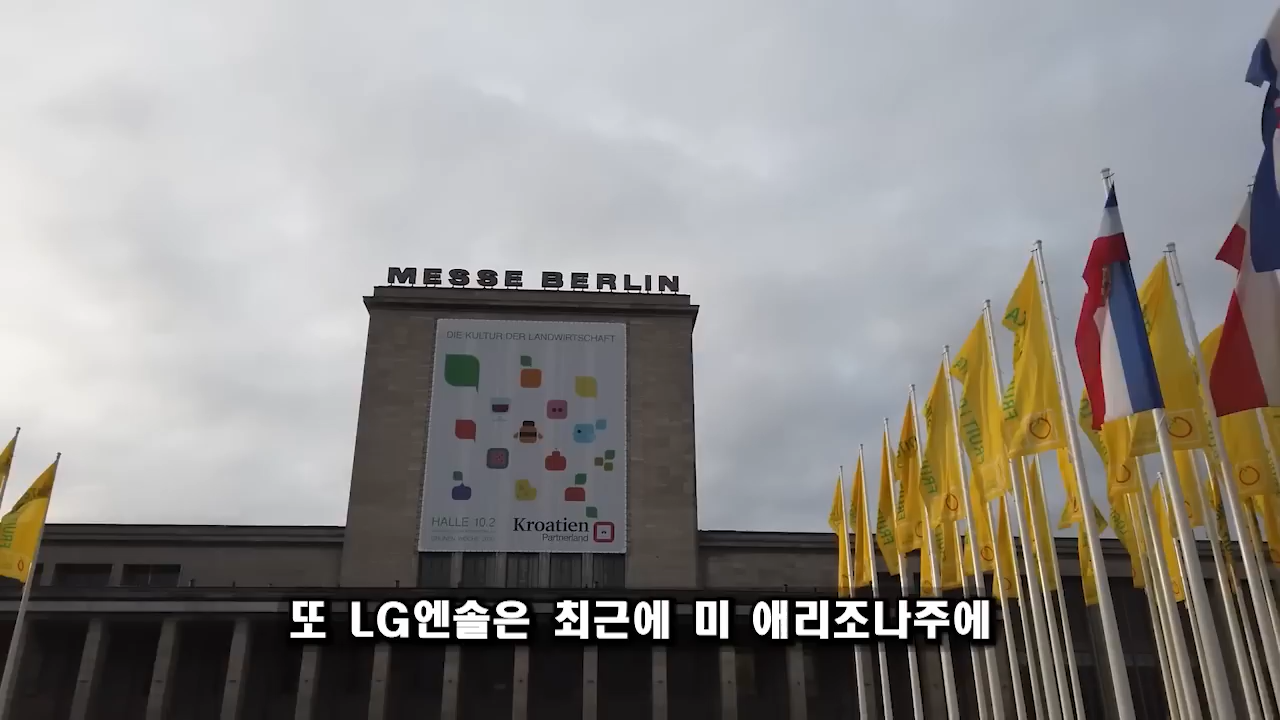 MESSE BERLIN
DIE KULTUR DER LANDWIRTSCHAFT
HALLE 10.2
Kroatien
Partnerland
FRUIT
또 LG엔솔은 최근에 미 애리조나주에